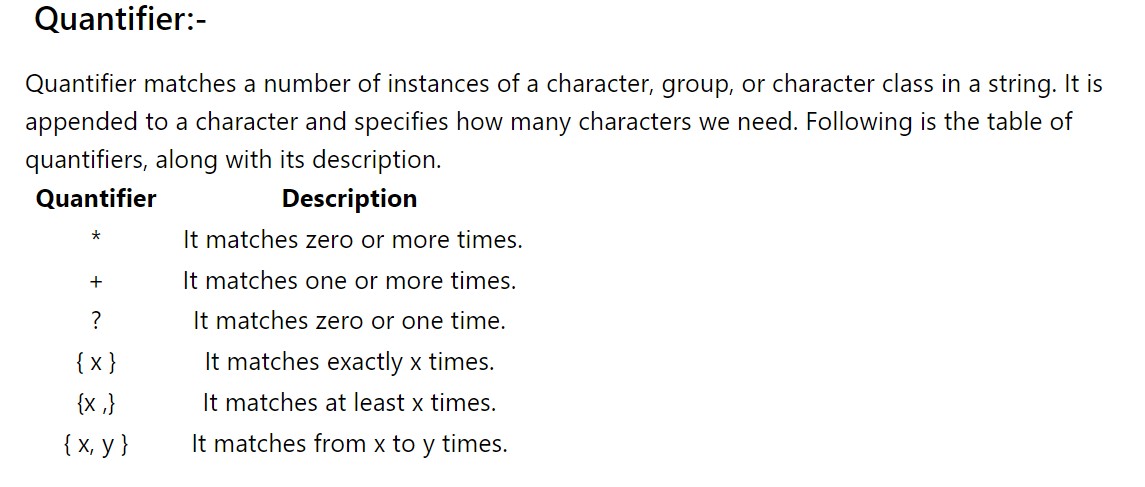 Quantifier:-
Quantifier matches a number of instances of a character, group, or character class in a string. It is
appended to a character and specifies how many characters we need. Following is the table of
quantifiers, along with its description.
Quantifier Description
* It matches zero or more times.
+ It matches one or more times.
? It matches zero or one time.
{ x } It matches exactly x times.
{x ,} It matches at least x times.
{ x, y } It matches from x to y times.